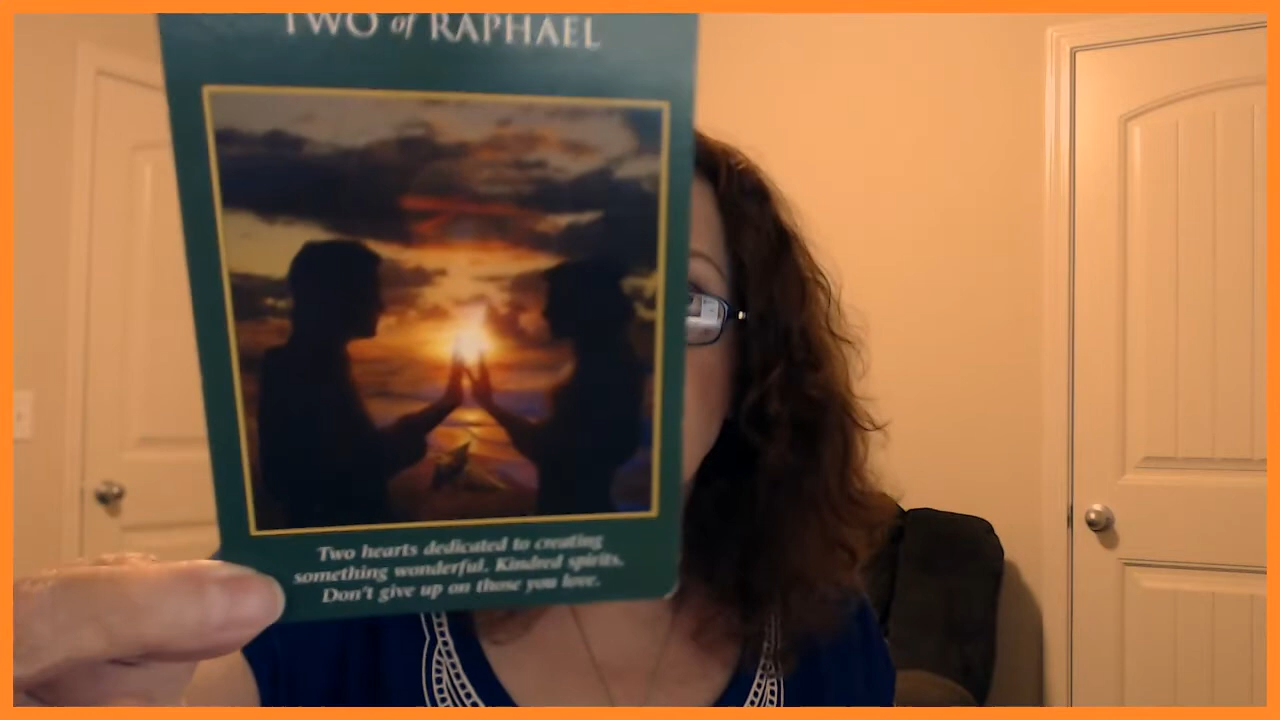 TWO of RAPHAEL
Two hearts dedicated to creating
something wonderful. Kindred spirits.
Don't give up on those you love.